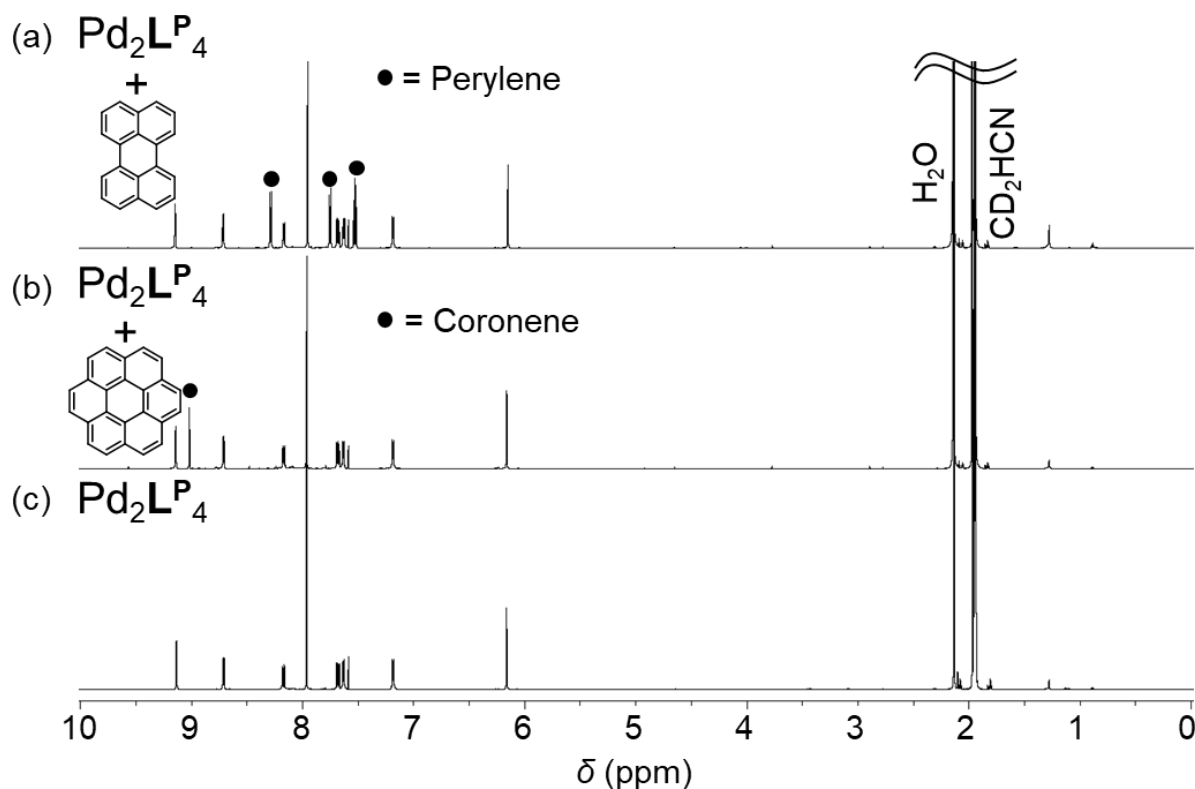 (a) Pd₂Lᴾ₄
+
● = Perylene
H₂O
CD₂HCN
(b) Pd₂Lᴾ₄
+
● = Coronene
(c) Pd₂Lᴾ₄
10 9 8 7 6 5 4 3 2 1 0
δ (ppm)